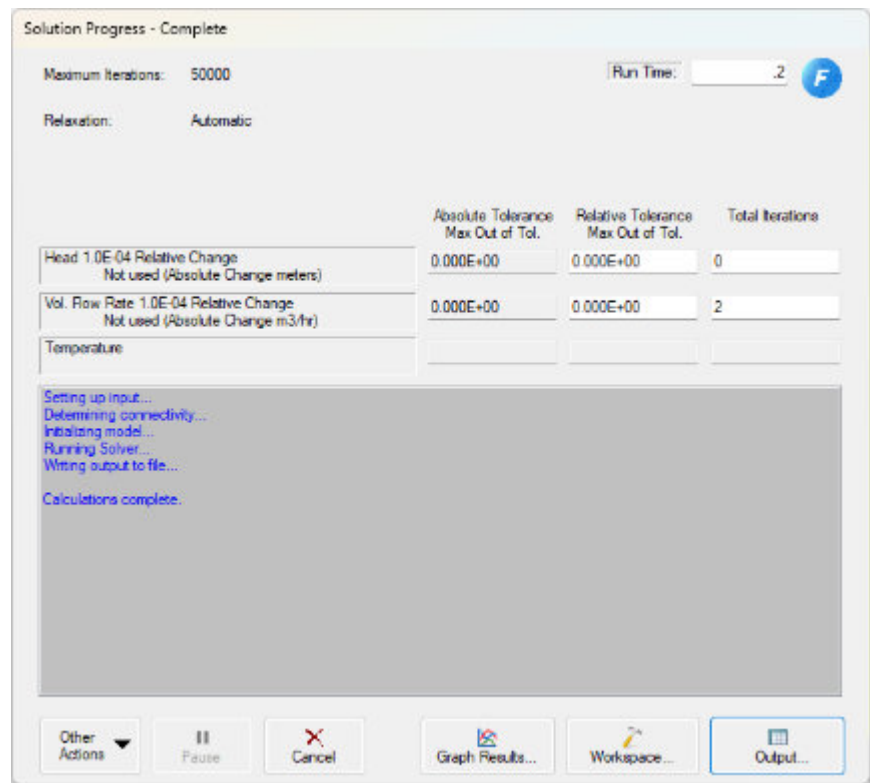 Solution Progress - Complete
Maximum Iterations: 50000
Run Time: .2
F
Relaxation: Automatic
Absolute Tolerance Relative Tolerance Total Iterations
Max Out of Tol. Max Out of Tol.
Head 1.0E-04 Relative Change 0.000E+00 0.000E+00 0
Not used (Absolute Change meters)
Vol. Flow Rate 1.0E-04 Relative Change 0.000E+00 0.000E+00 2
Not used (Absolute Change m3/hr)
Temperature
Setting up input...
Determining connectivity...
Initializing model...
Running Solver...
Writing output to file...
Calculations complete.
Other Actions
Pause
Cancel
Graph Results...
Workspace...
Output...